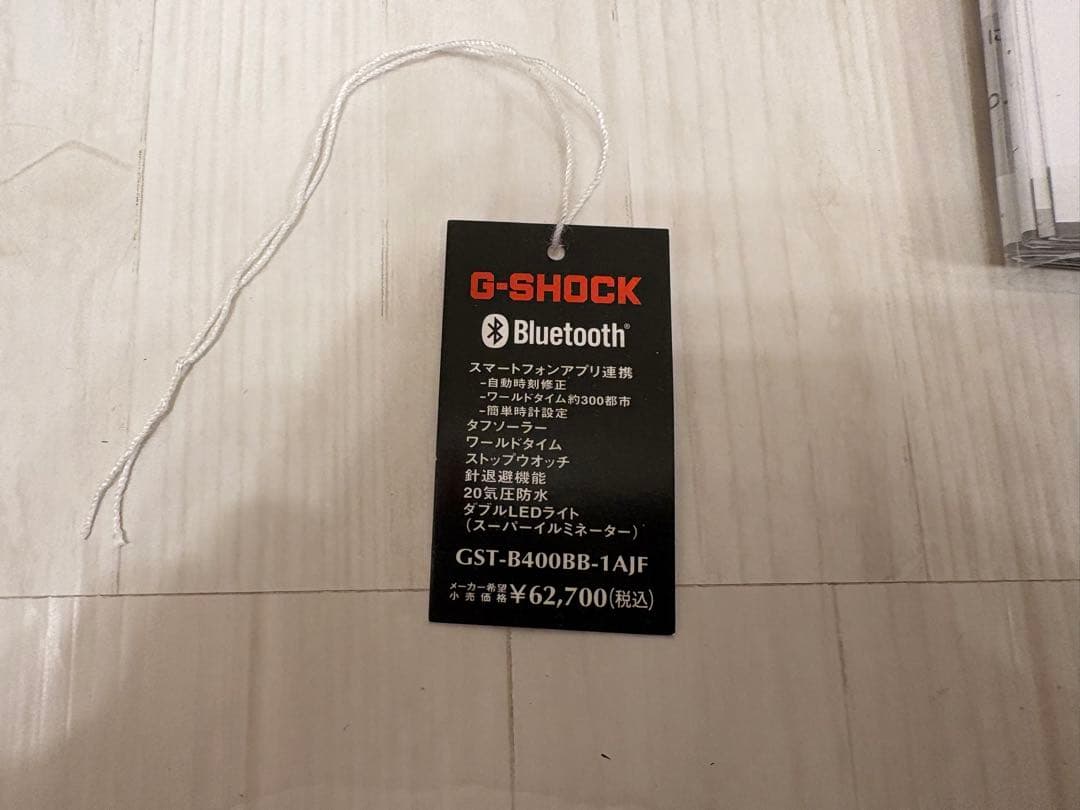 G-SHOCK
Bluetooth®
スマートフォンアプリ連携
-自動時刻修正
-ワールドタイム約300都市
-簡単時計設定
タフソーラー
ワールドタイム
ストップウオッチ
針退避機能
20気圧防水
ダブルLEDライト
(スーパーイルミネーター)
GST-B400BB-1AJF
メーカー希望小売価格 ¥62,700(税込)